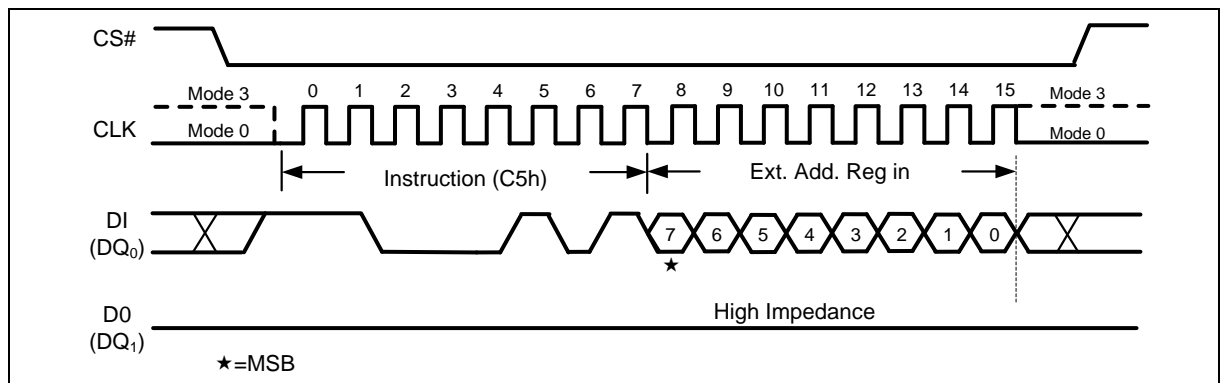 CS#
Mode 3 0 1 2 3 4 5 6 7 8 9 10 11 12 13 14 15 Mode 3
CLK Mode 0 Mode 0
Instruction (C5h) Ext. Add. Reg in
DI
(DQ0) 7 6 5 4 3 2 1 0
★
D0 High Impedance
(DQ1)
★=MSB